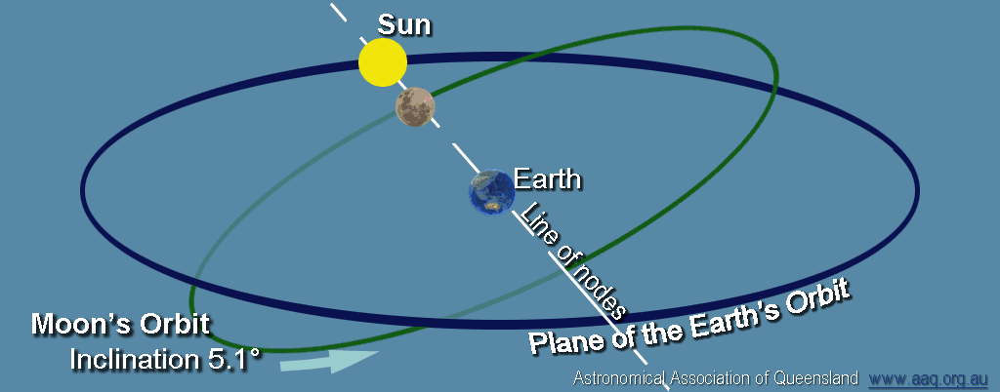 Sun
Earth
Line of nodes
Plane of the Earth's Orbit
Moon's Orbit
Inclination 5.1°
Astronomical Association of Queensland www.aaq.org.au